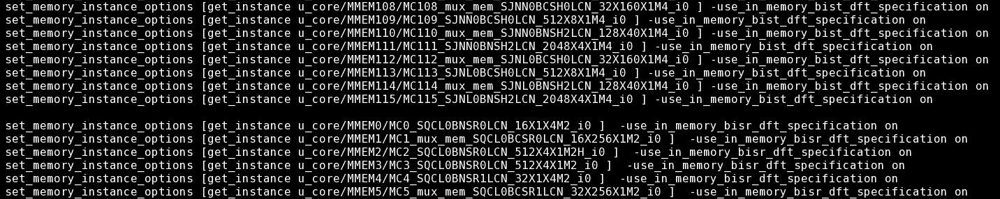 set_memory_instance_options [get_instance u_core/MMEM108/MC108_mux_mem_SJNN0BCSH0LCN_32X160X1M4_i0 ] -use_in_memory_bist_dft_specification on
set_memory_instance_options [get_instance u_core/MMEM109/MC109_SJNN0BCSH0LCN_512X8X1M4_i0 ] -use_in_memory_bist_dft_specification on
set_memory_instance_options [get_instance u_core/MMEM110/MC110_mux_mem_SJNN0BNSH2LCN_128X40X1M4_i0 ] -use_in_memory_bist_dft_specification on
set_memory_instance_options [get_instance u_core/MMEM111/MC111_SJNN0BNSH2LCN_2048X4X1M4_i0 ] -use_in_memory_bist_dft_specification on
set_memory_instance_options [get_instance u_core/MMEM112/MC112_mux_mem_SJNL0BCSH0LCN_32X160X1M4_i0 ] -use_in_memory_bist_dft_specification on
set_memory_instance_options [get_instance u_core/MMEM113/MC113_SJNL0BCSH0LCN_512X8X1M4_i0 ] -use_in_memory_bist_dft_specification on
set_memory_instance_options [get_instance u_core/MMEM114/MC114_mux_mem_SJNL0BNSH2LCN_128X40X1M4_i0 ] -use_in_memory_bist_dft_specification on
set_memory_instance_options [get_instance u_core/MMEM115/MC115_SJNL0BNSH2LCN_2048X4X1M4_i0 ] -use_in_memory_bist_dft_specification on

set_memory_instance_options [get_instance u_core/MMEM0/MC0_SQCL0BNSR0LCN_16X1X4M2_i0 ]  -use_in_memory_bisr_dft_specification on
set_memory_instance_options [get_instance u_core/MMEM1/MC1_mux_mem_SQCL0BCSR0LCN_16X256X1M2_i0 ]  -use_in_memory_bisr_dft_specification on
set_memory_instance_options [get_instance u_core/MMEM2/MC2_SQCL0BNSR0LCN_512X4X1M2H_i0 ]  -use_in_memory_bisr_dft_specification on
set_memory_instance_options [get_instance u_core/MMEM3/MC3_SQCL0BNSR0LCN_512X4X1M2_i0 ]  -use_in_memory_bisr_dft_specification on
set_memory_instance_options [get_instance u_core/MMEM4/MC4_SQCL0BNSR1LCN_32X1X4M2_i0 ]  -use_in_memory_bisr_dft_specification on
set_memory_instance_options [get_instance u_core/MMEM5/MC5_mux_mem_SQCL0BCSR1LCN_32X256X1M2_i0 ]  -use_in_memory_bisr_dft_specification on